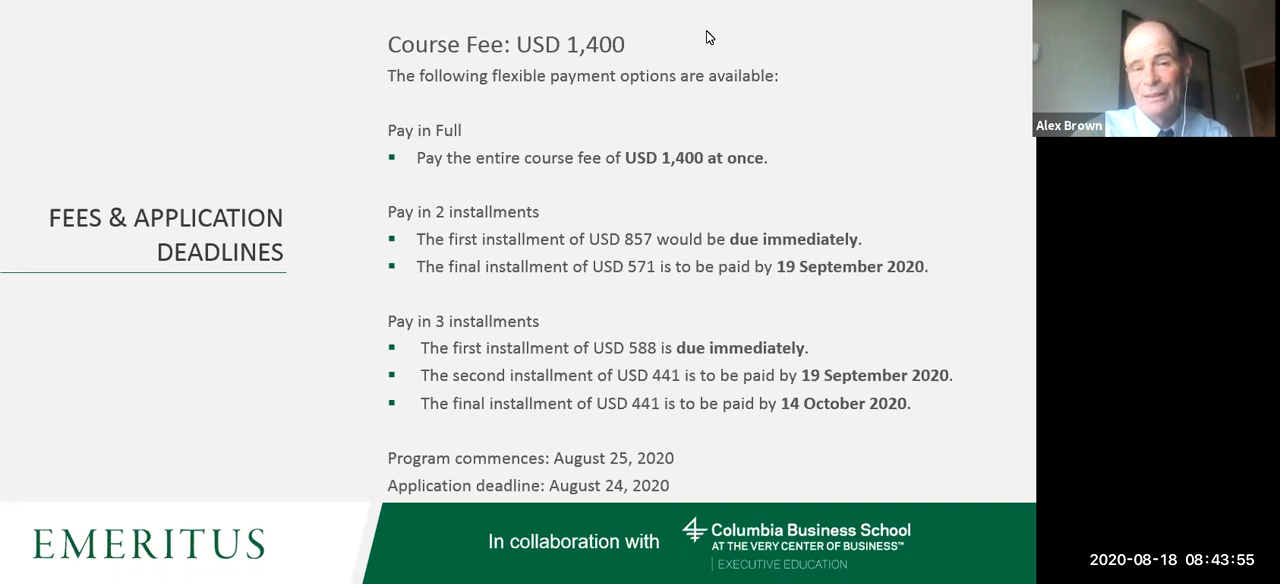 Course Fee: USD 1,400
The following flexible payment options are available:
Pay in Full
▪ Pay the entire course fee of USD 1,400 at once.
FEES & APPLICATION
DEADLINES
Pay in 2 installments
▪ The first installment of USD 857 would be due immediately.
▪ The final installment of USD 571 is to be paid by 19 September 2020.
Pay in 3 installments
▪ The first installment of USD 588 is due immediately.
▪ The second installment of USD 441 is to be paid by 19 September 2020.
▪ The final installment of USD 441 is to be paid by 14 October 2020.
Program commences: August 25, 2020
Application deadline: August 24, 2020
EMERITUS
In collaboration with
Columbia Business School
AT THE VERY CENTER OF BUSINESS™
EXECUTIVE EDUCATION
Alex Brown
2020-08-18 08:43:55